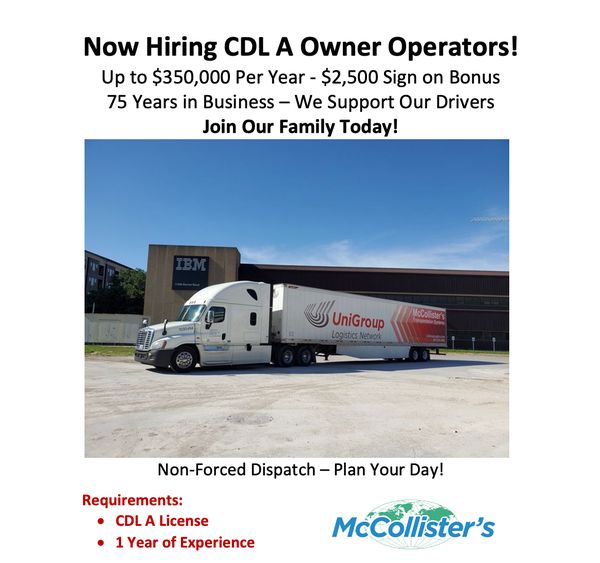 Now Hiring CDL A Owner Operators!
Up to $350,000 Per Year - $2,500 Sign on Bonus
75 Years in Business – We Support Our Drivers
Join Our Family Today!
IBM
UniGroup
Logistics Network
McCollister's
Transportation Systems
Non-Forced Dispatch – Plan Your Day!
Requirements:
• CDL A License
• 1 Year of Experience
McCollister's